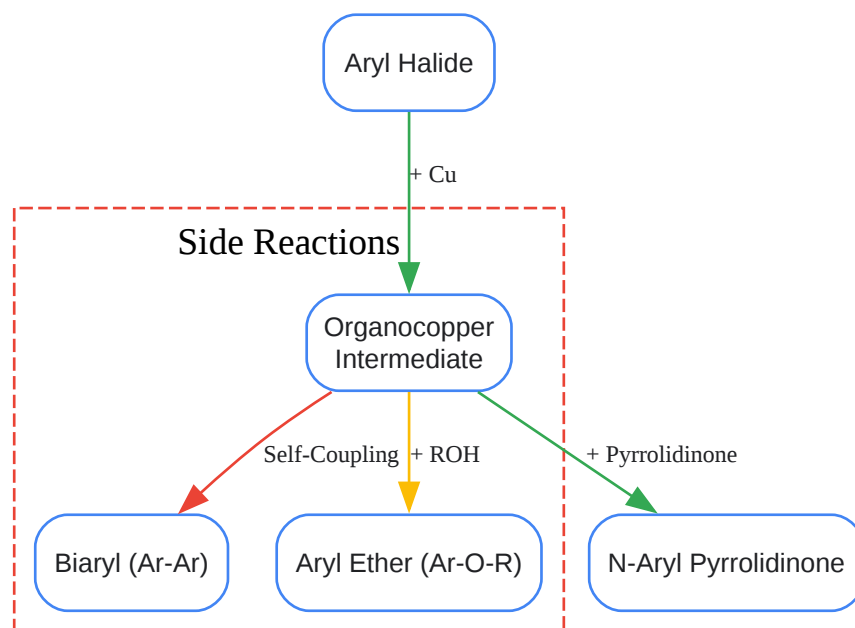 Aryl Halide
+ Cu
Side Reactions
Organocopper
Intermediate
Self-Coupling
+ ROH
+ Pyrrolidinone
Biaryl (Ar-Ar)
Aryl Ether (Ar-O-R)
N-Aryl Pyrrolidinone